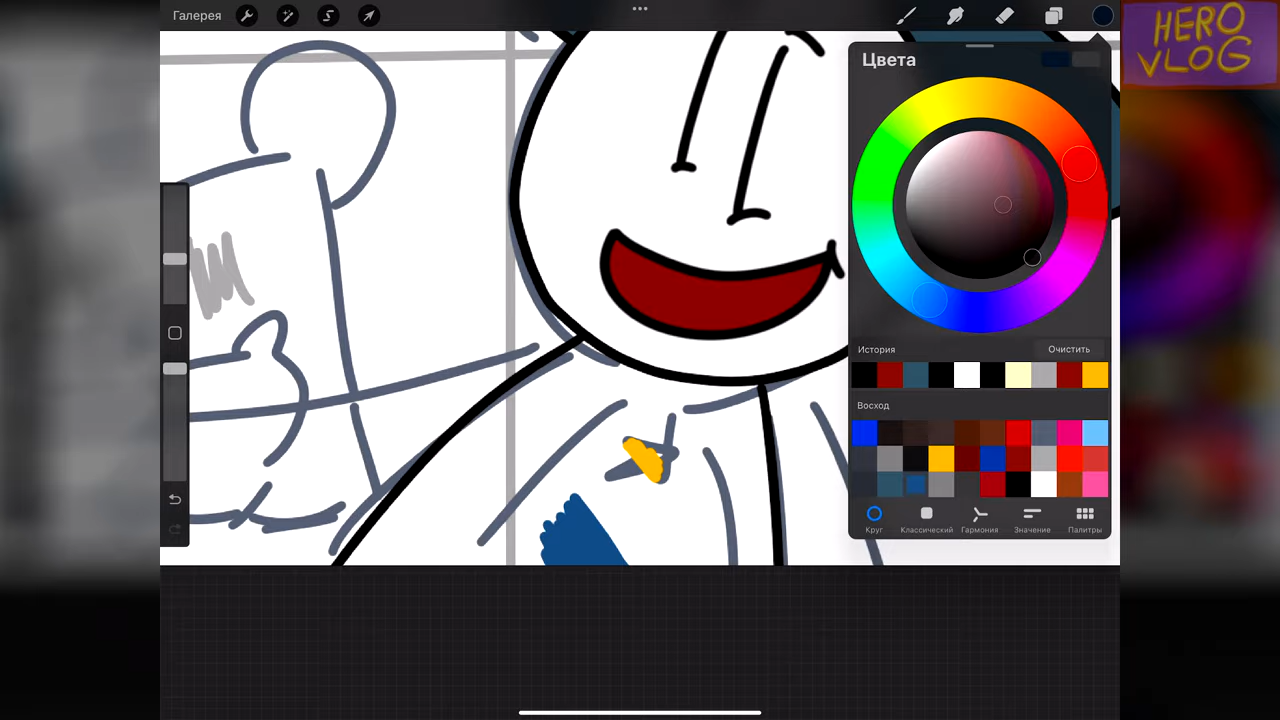 Галерея
HERO
VLOG
Цвета
История
Очистить
Восход
Круг
Классический
Гармония
Значение
Палитры